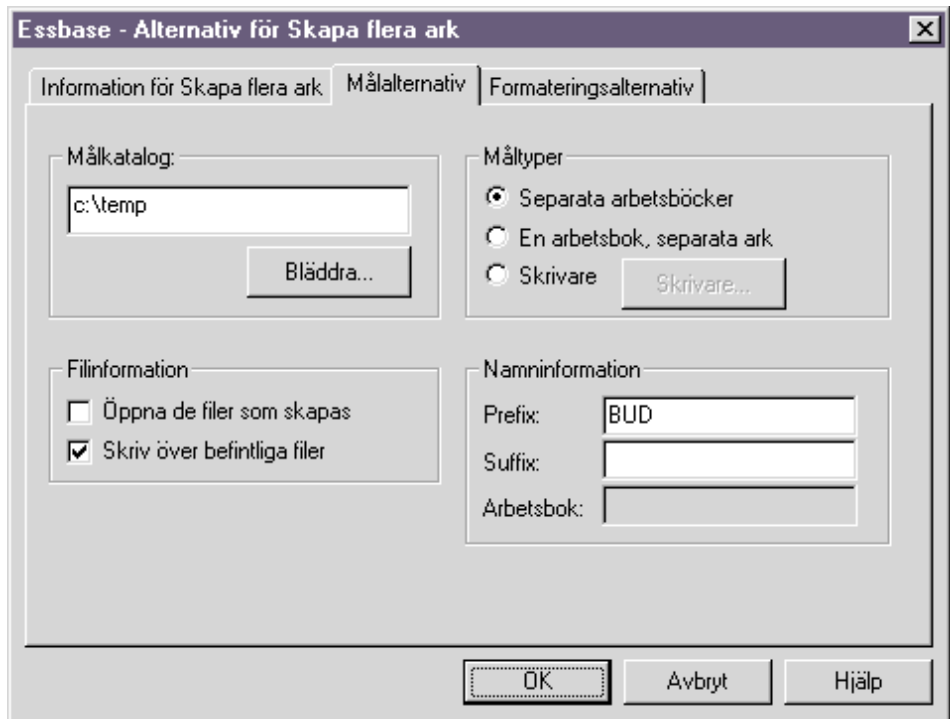 Essbase - Alternativ för Skapa flera ark
Information för Skapa flera ark Målalternativ Formateringsalternativ
Målkatalog:
c:\temp
Bläddra...
Måltyper
Separata arbetsböcker
En arbetsbok, separata ark
Skrivare Skrivare...
Filinformation
Öppna de filer som skapas
Skriv över befintliga filer
Namninformation
Prefix: BUD
Suffix:
Arbetsbok:
OK Avbryt Hjälp